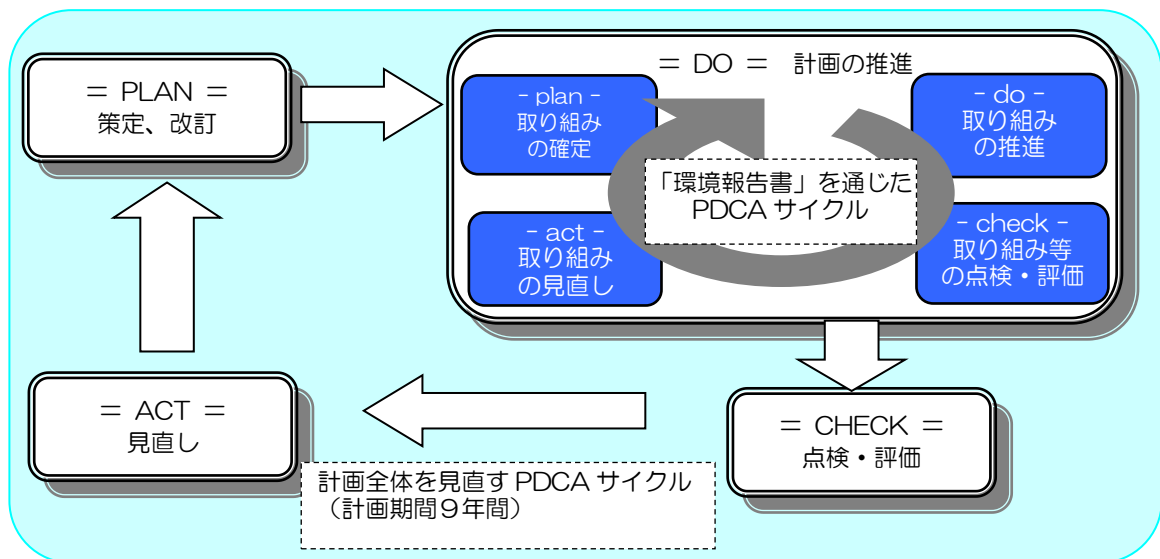 ＝ PLAN ＝
策定、改訂
＝ DO ＝　計画の推進
- plan -
取り組み
の確定
- do -
取り組み
の推進
「環境報告書」を通じた
PDCA サイクル
- act -
取り組み
の見直し
- check -
取り組み等
の点検・評価
＝ ACT ＝
見直し
＝ CHECK ＝
点検・評価
計画全体を見直す PDCA サイクル
（計画期間９年間）